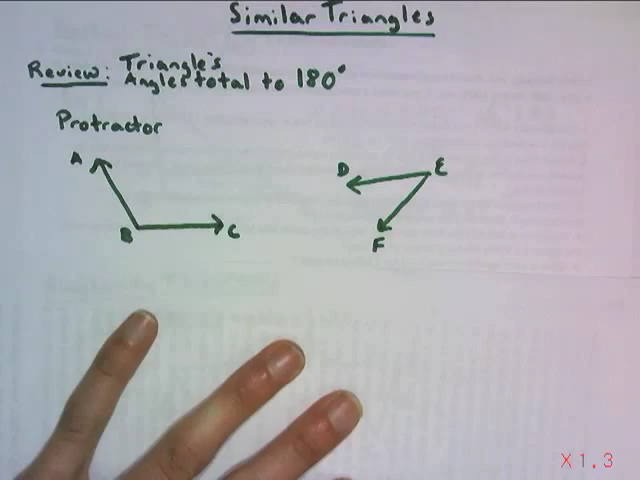 Similar Triangles
Review: Triangle's
Angles total to 180°
Protractor
A
B
C
D
E
F
X1.3